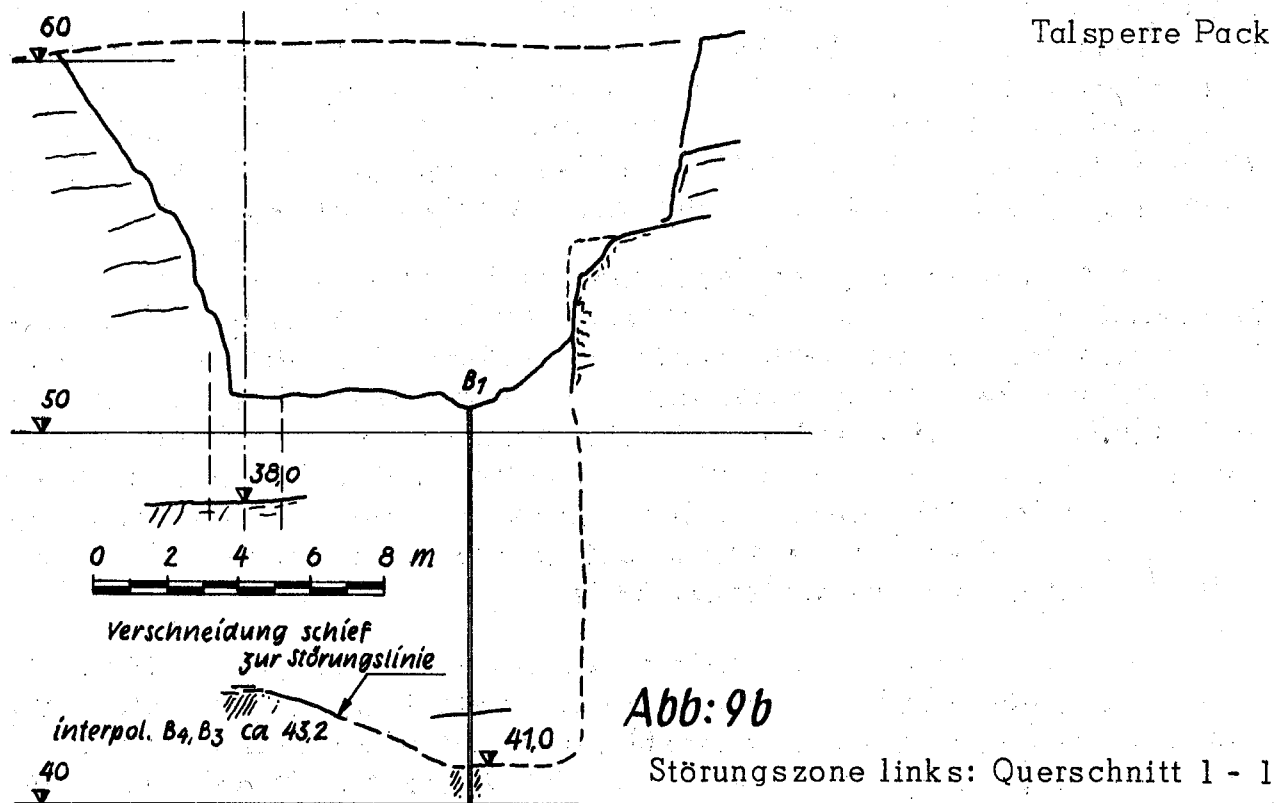 Talsperre Pack
60
B1
50
38,0
0 2 4 6 8 m
Verschneidung schief
zur Störungslinie
interpol. B4, B3 ca 43,2
41,0
Abb: 9b
Störungszone links: Querschnitt 1 - 1
40